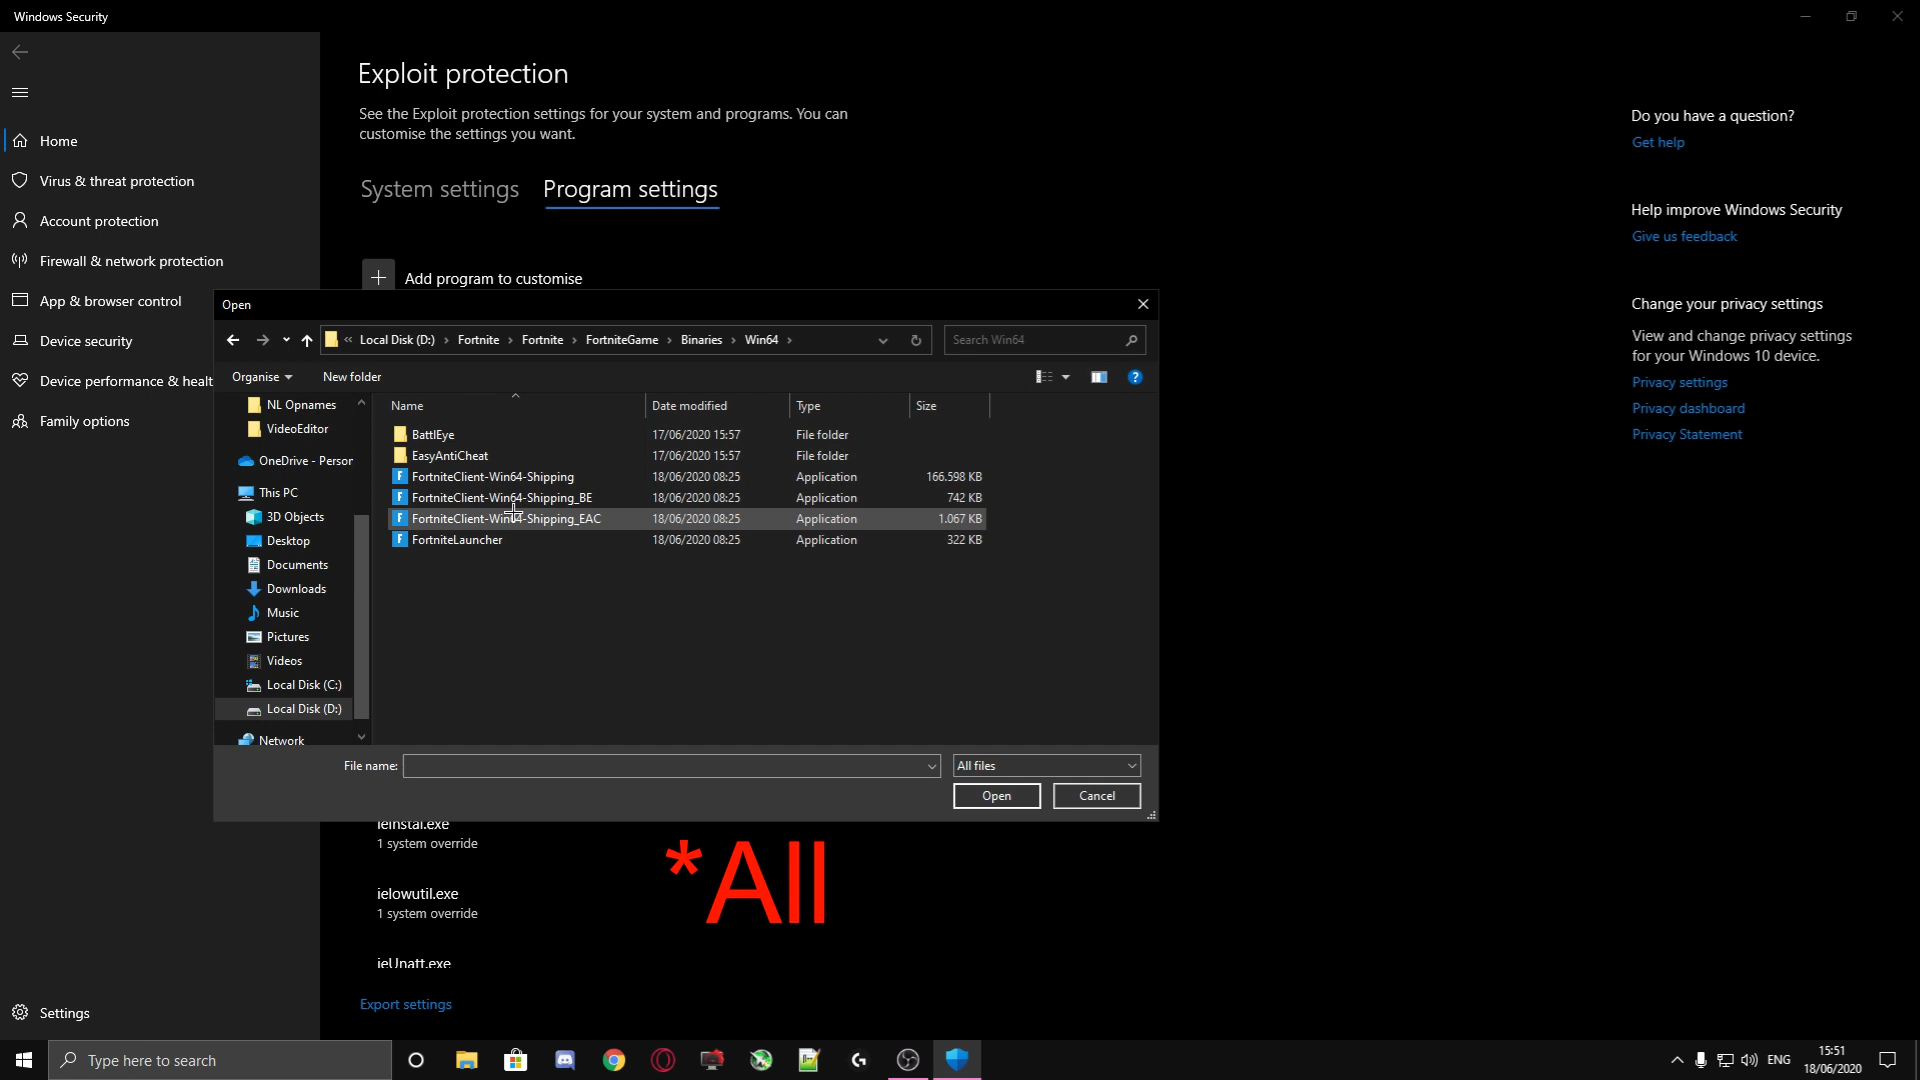 Windows Security
Exploit protection
See the Exploit protection settings for your system and programs. You can
customise the settings you want.
System settings Program settings
Add program to customise
Home
Virus & threat protection
Account protection
Firewall & network protection
App & browser control
Device security
Device performance & healt
Family options
Settings
Do you have a question?
Get help
Help improve Windows Security
Give us feedback
Change your privacy settings
View and change privacy settings
for your Windows 10 device.
Privacy settings
Privacy dashboard
Privacy Statement
Open
« Local Disk (D:) › Fortnite › Fortnite › FortniteGame › Binaries › Win64 ›
Search Win64
Organise New folder
NL Opnames
VideoEditor
OneDrive - Person
This PC
3D Objects
Desktop
Documents
Downloads
Music
Pictures
Videos
Local Disk (C:)
Local Disk (D:)
Network
Name Date modified Type Size
BattlEye 17/06/2020 15:57 File folder
EasyAntiCheat 17/06/2020 15:57 File folder
FortniteClient-Win64-Shipping 18/06/2020 08:25 Application 166.598 KB
FortniteClient-Win64-Shipping_BE 18/06/2020 08:25 Application 742 KB
FortniteClient-Win64-Shipping_EAC 18/06/2020 08:25 Application 1.067 KB
FortniteLauncher 18/06/2020 08:25 Application 322 KB
File name: All files
Open Cancel
ieinstal.exe
1 system override
ielowutil.exe
1 system override
ieUnatt.exe
*All
Export settings
Type here to search
ENG
15:51
18/06/2020